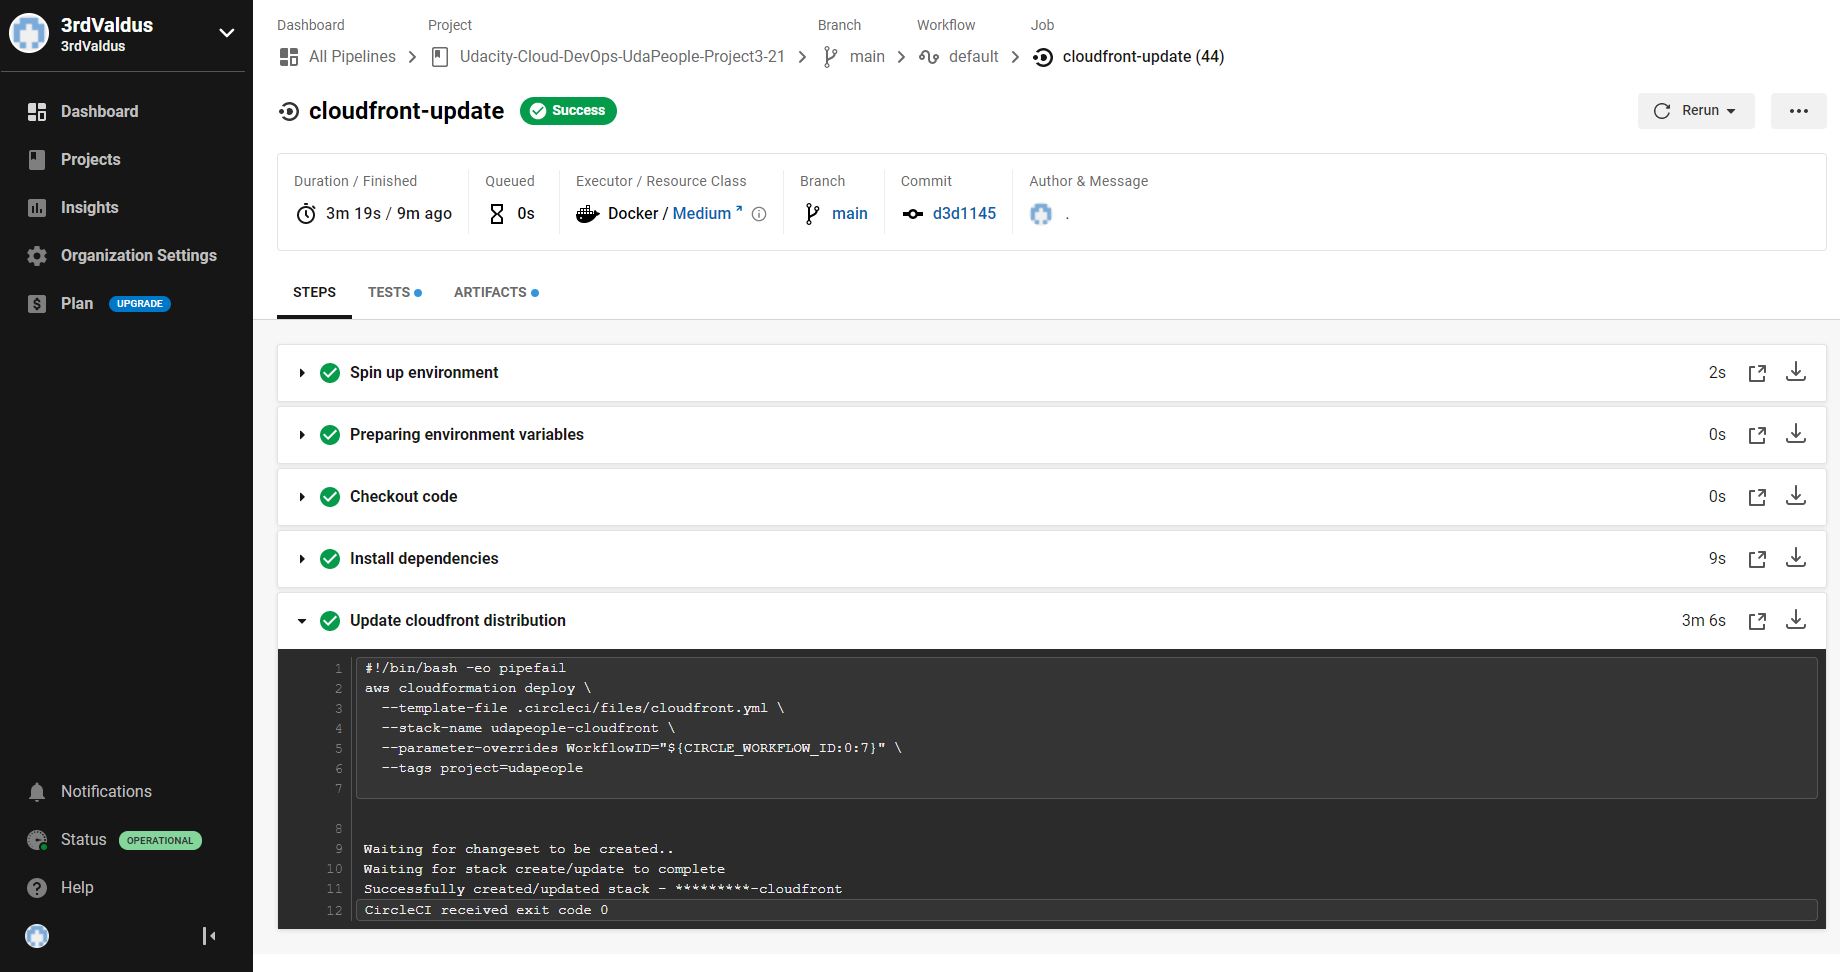 3rdValdus
3rdValdus
Dashboard
Projects
Insights
Organization Settings
Plan UPGRADE
Notifications
Status OPERATIONAL
Help
Dashboard Project Branch Workflow Job
All Pipelines Udacity-Cloud-DevOps-UdaPeople-Project3-21 main default cloudfront-update (44)
cloudfront-update Success Rerun
Duration / Finished Queued Executor / Resource Class Branch Commit Author & Message
3m 19s / 9m ago 0s Docker / Medium main d3d1145 .
STEPS TESTS ARTIFACTS
Spin up environment 2s
Preparing environment variables 0s
Checkout code 0s
Install dependencies 9s
Update cloudfront distribution 3m 6s
1 #!/bin/bash -eo pipefail
2 aws cloudformation deploy \
3 --template-file .circleci/files/cloudfront.yml \
4 --stack-name udapeople-cloudfront \
5 --parameter-overrides WorkflowID="${CIRCLE_WORKFLOW_ID:0:7}" \
6 --tags project=udapeople
7
8
9 Waiting for changeset to be created..
10 Waiting for stack create/update to complete
11 Successfully created/updated stack - *********-cloudfront
12 CircleCI received exit code 0